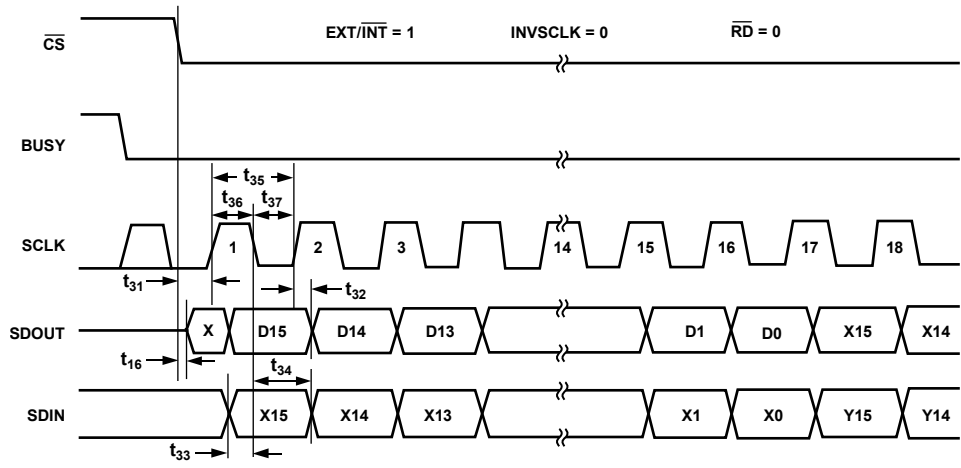 EXT/INT = 1 INVSCLK = 0 RD = 0
CS
BUSY
t35
t36 t37
SCLK 1 2 3 14 15 16 17 18
t31 t32
SDOUT X D15 D14 D13 D1 D0 X15 X14
t16 t34
SDIN X15 X14 X13 X1 X0 Y15 Y14
t33